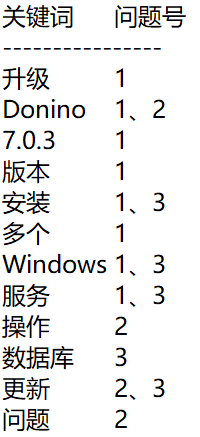 关键词 问题号
----------------
升级 1
Donino 1、2
7.0.3 1
版本 1
安装 1、3
多个 1
Windows 1、3
服务 1、3
操作 2
数据库 3
更新 2、3
问题 2